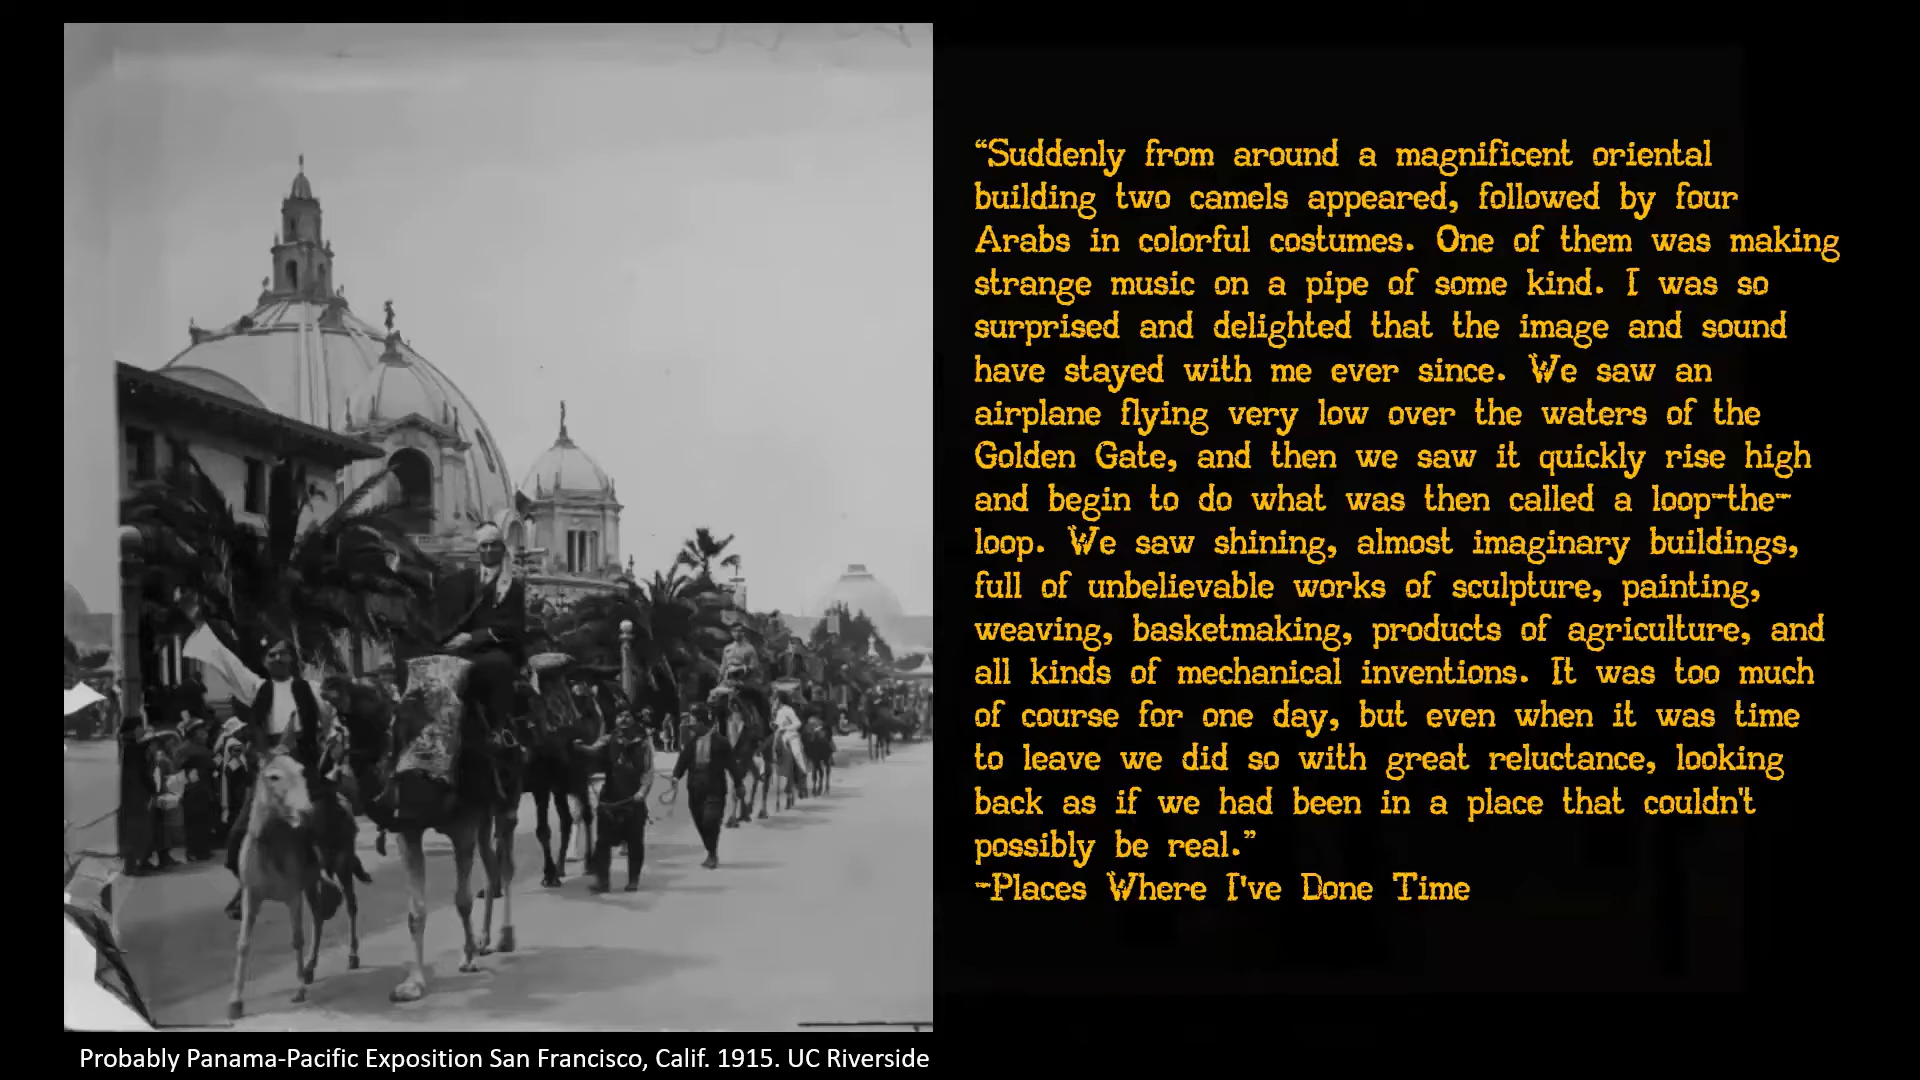 “Suddenly from around a magnificent oriental
building two camels appeared, followed by four
Arabs in colorful costumes. One of them was making
strange music on a pipe of some kind. I was so
surprised and delighted that the image and sound
have stayed with me ever since. We saw an
airplane flying very low over the waters of the
Golden Gate, and then we saw it quickly rise high
and begin to do what was then called a loop-the-
loop. We saw shining, almost imaginary buildings,
full of unbelievable works of sculpture, painting,
weaving, basketmaking, products of agriculture, and
all kinds of mechanical inventions. It was too much
of course for one day, but even when it was time
to leave we did so with great reluctance, looking
back as if we had been in a place that couldn't
possibly be real.”
-Places Where I've Done Time
Probably Panama-Pacific Exposition San Francisco, Calif. 1915. UC Riverside